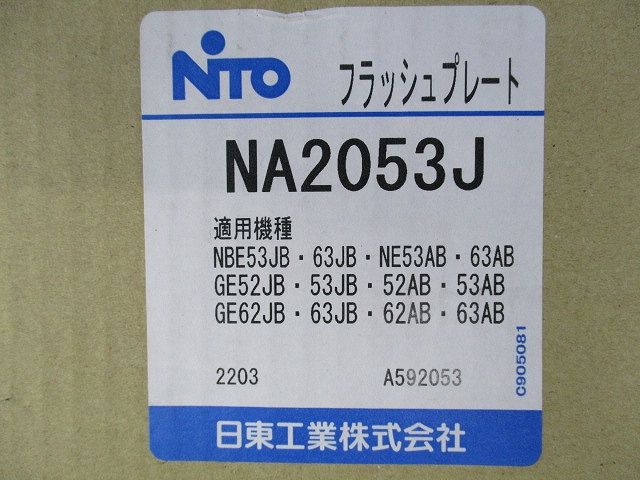 NITO
フラッシュプレート
NA2053J
適用機種
NBE53JB・63JB・NE53AB・63AB
GE52JB・53JB・52AB・53AB
GE62JB・63JB・62AB・63AB
2203 A592053
C905081
日東工業株式会社